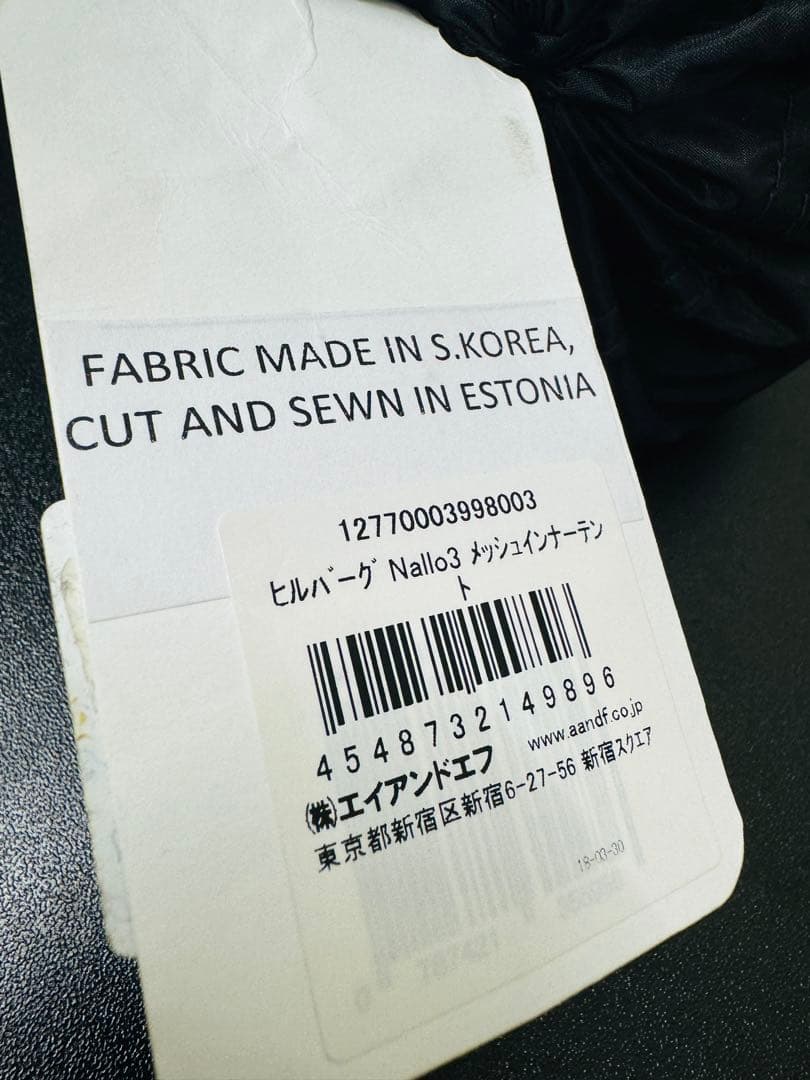 FABRIC MADE IN S.KOREA,
CUT AND SEWN IN ESTONIA
12770003998003
ヒルバーグ Nallo3 メッシュインナーテン
ト
4548732149896
www.aandf.co.jp
(株)エイアンドエフ
東京都新宿区新宿6-27-56 新宿スクエア
18-03-30